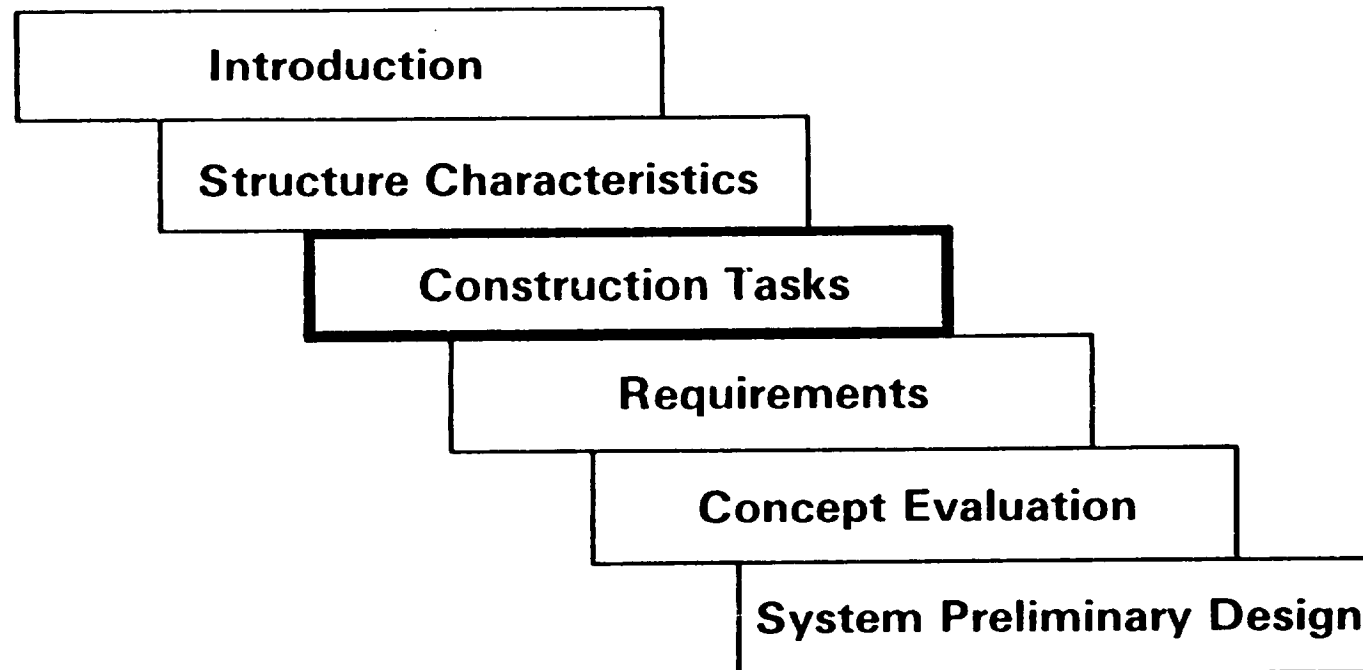 Introduction
Structure Characteristics
Construction Tasks
Requirements
Concept Evaluation
System Preliminary Design